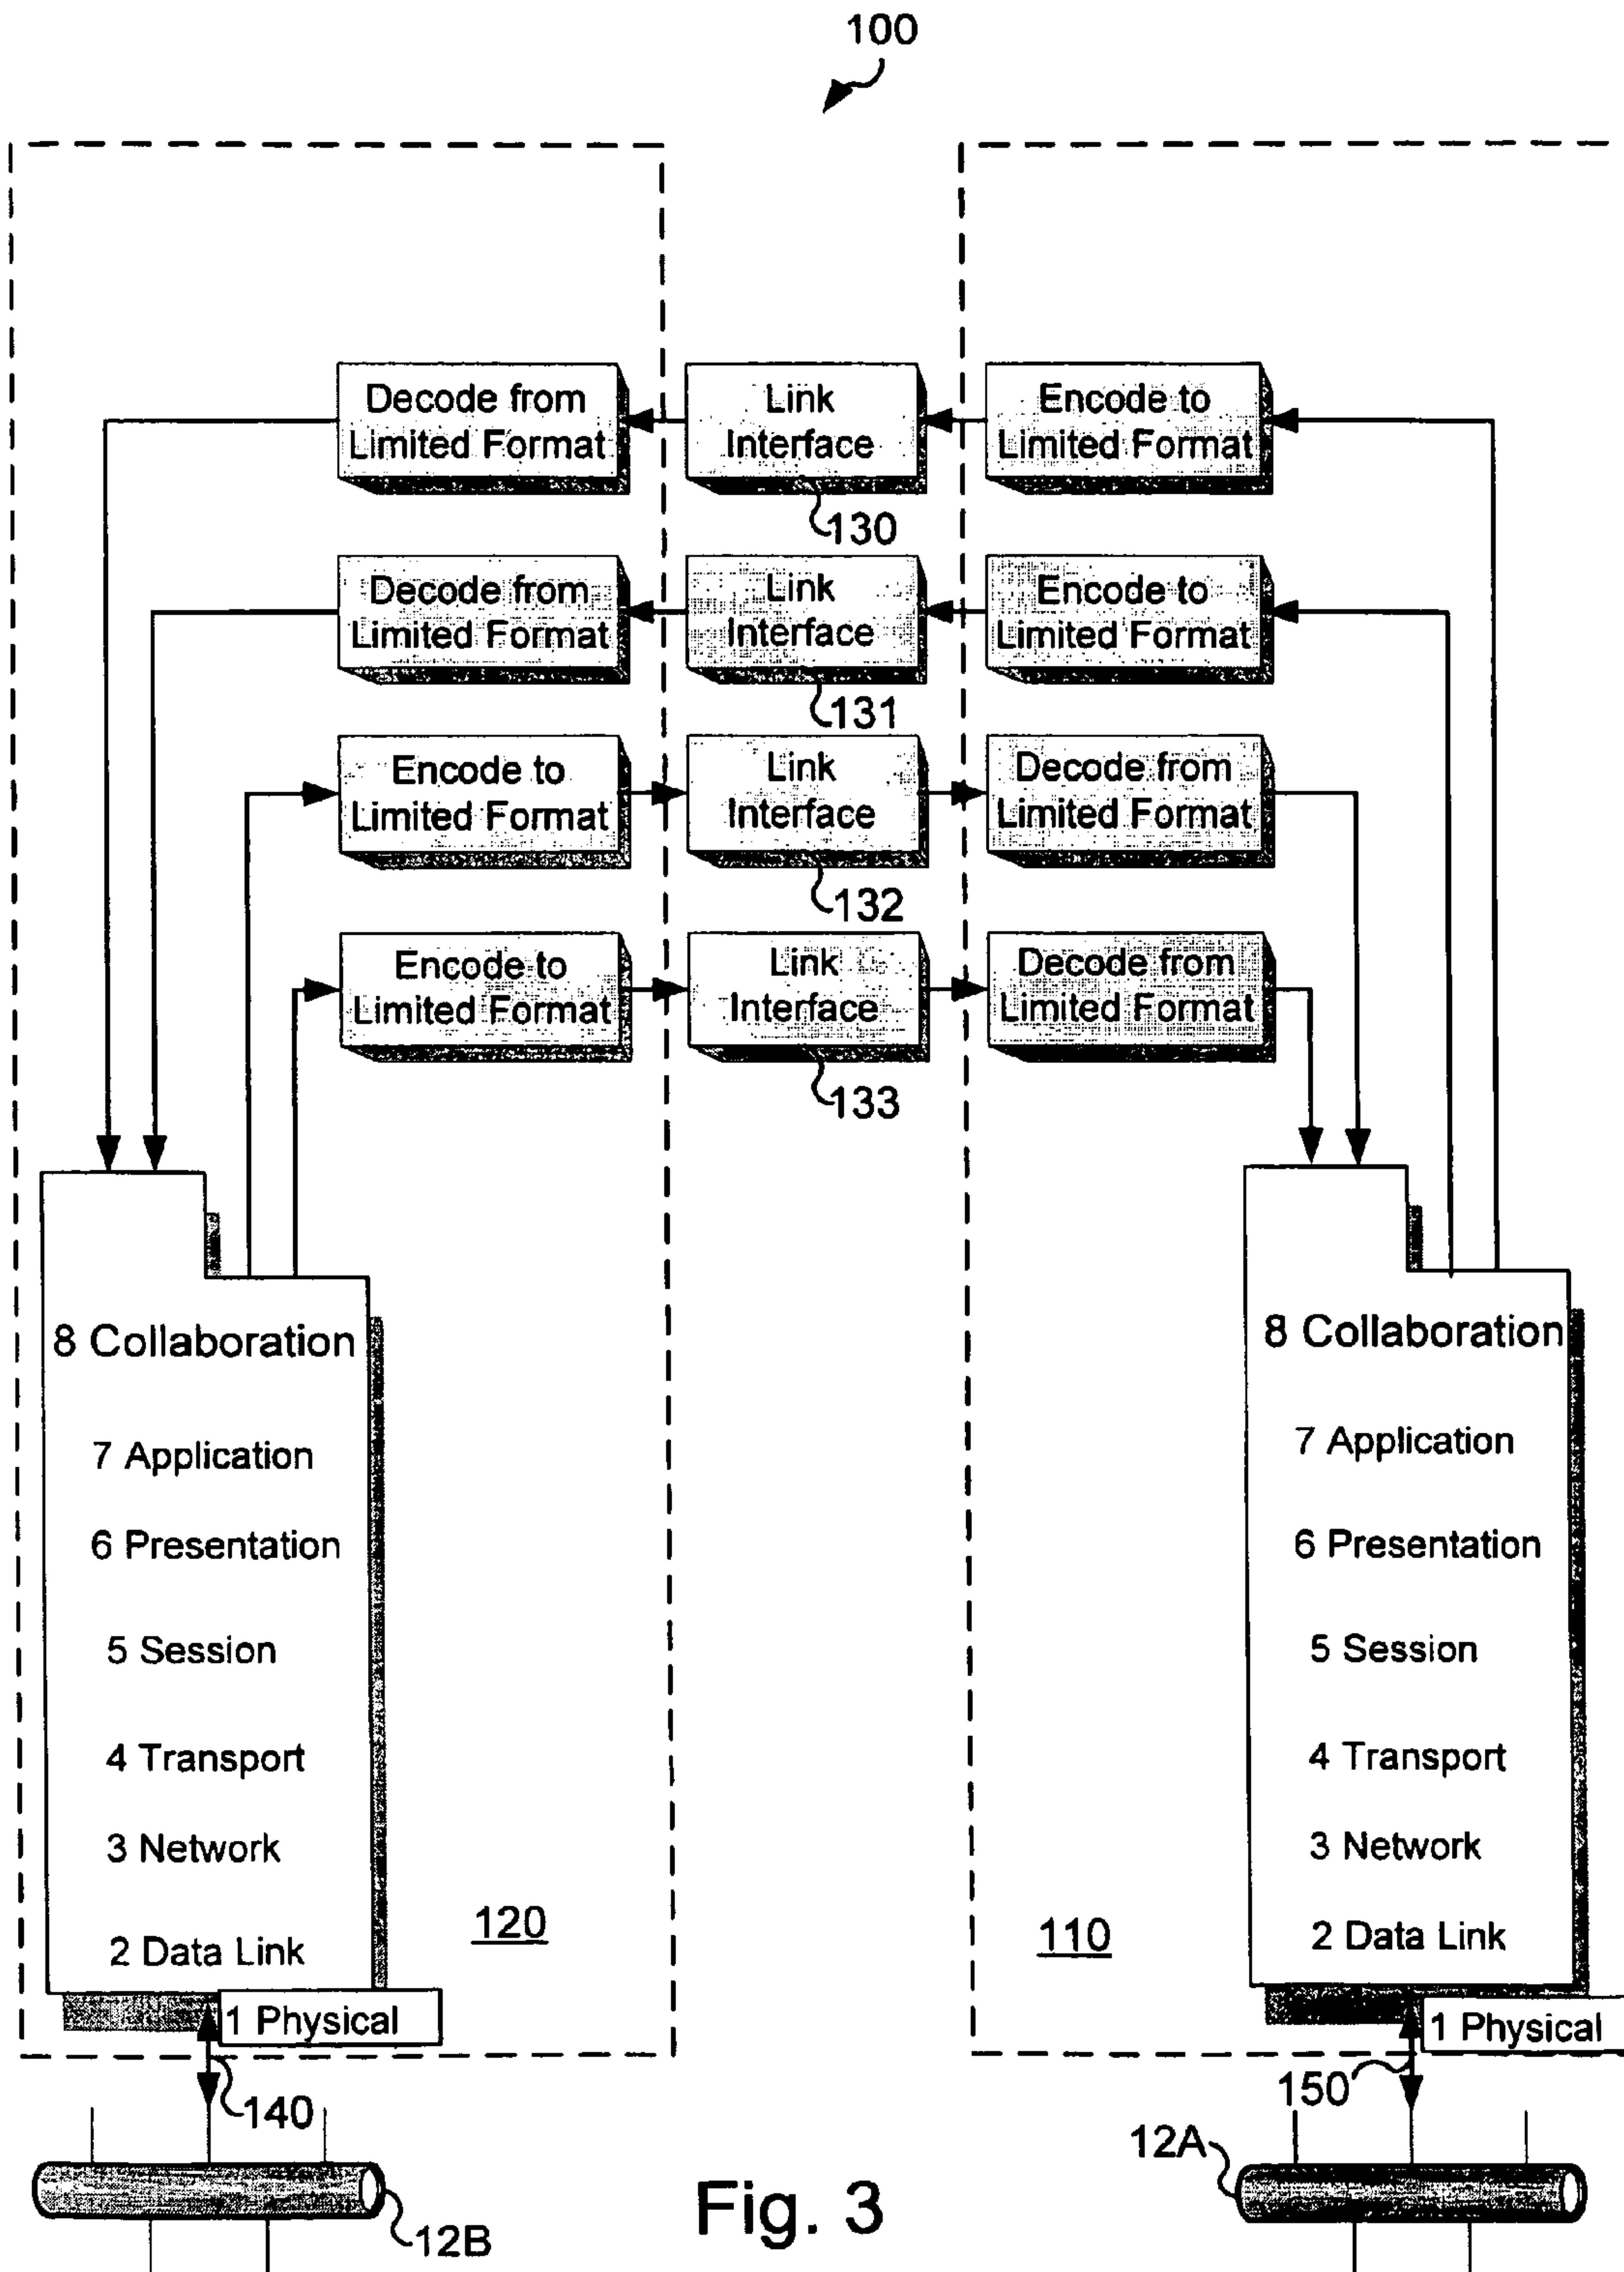 100
Decode from
Limited Format
Link
Interface
Encode to
Limited Format
130
Decode from
Limited Format
Link
Interface
Encode to
Limited Format
131
Encode to
Limited Format
Link
Interface
Decode from
Limited Format
132
Encode to
Limited Format
Link
Interface
Decode from
Limited Format
133
8 Collaboration
7 Application
6 Presentation
5 Session
4 Transport
3 Network
2 Data Link
1 Physical
120
140
12B
8 Collaboration
7 Application
6 Presentation
5 Session
4 Transport
3 Network
2 Data Link
1 Physical
110
150
12A
Fig. 3